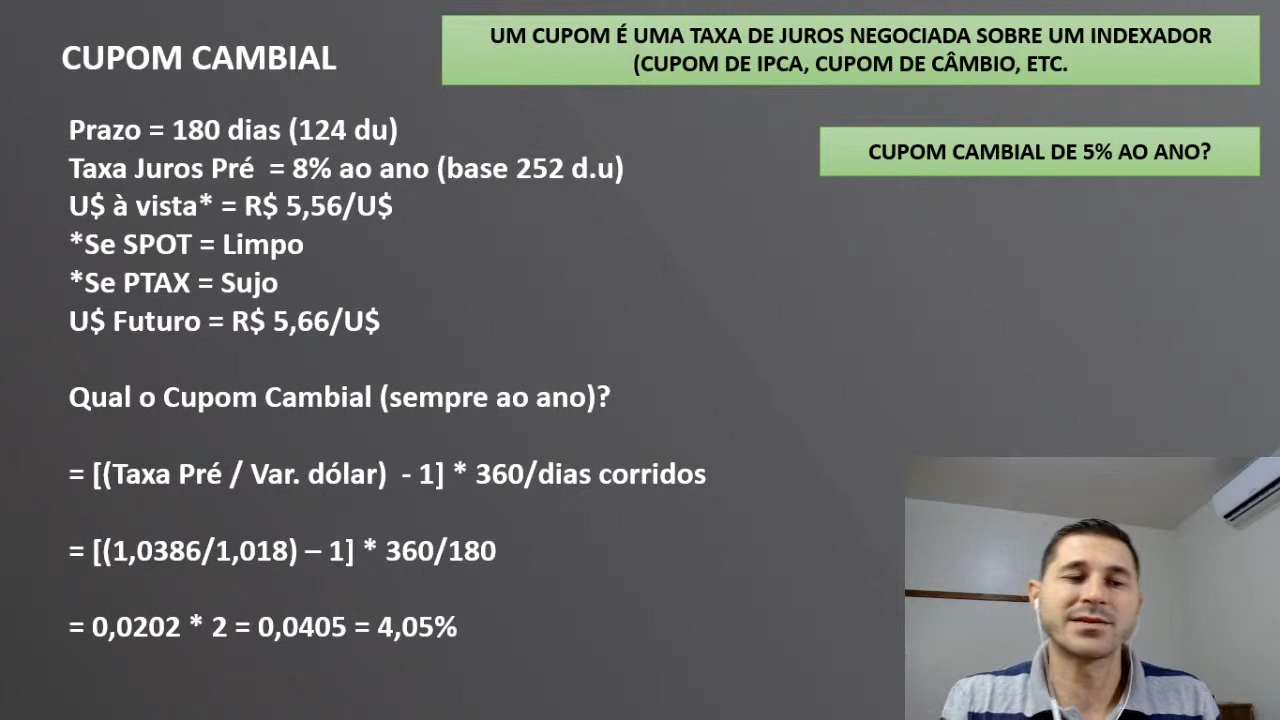 CUPOM CAMBIAL
UM CUPOM É UMA TAXA DE JUROS NEGOCIADA SOBRE UM INDEXADOR
(CUPOM DE IPCA, CUPOM DE CÂMBIO, ETC.
Prazo = 180 dias (124 du)
CUPOM CAMBIAL DE 5% AO ANO?
Taxa Juros Pré = 8% ao ano (base 252 d.u)
U$ à vista* = R$ 5,56/U$
*Se SPOT = Limpo
*Se PTAX = Sujo
U$ Futuro = R$ 5,66/U$
Qual o Cupom Cambial (sempre ao ano)?
= [(Taxa Pré / Var. dólar) - 1] * 360/dias corridos
= [(1,0386/1,018) – 1] * 360/180
= 0,0202 * 2 = 0,0405 = 4,05%